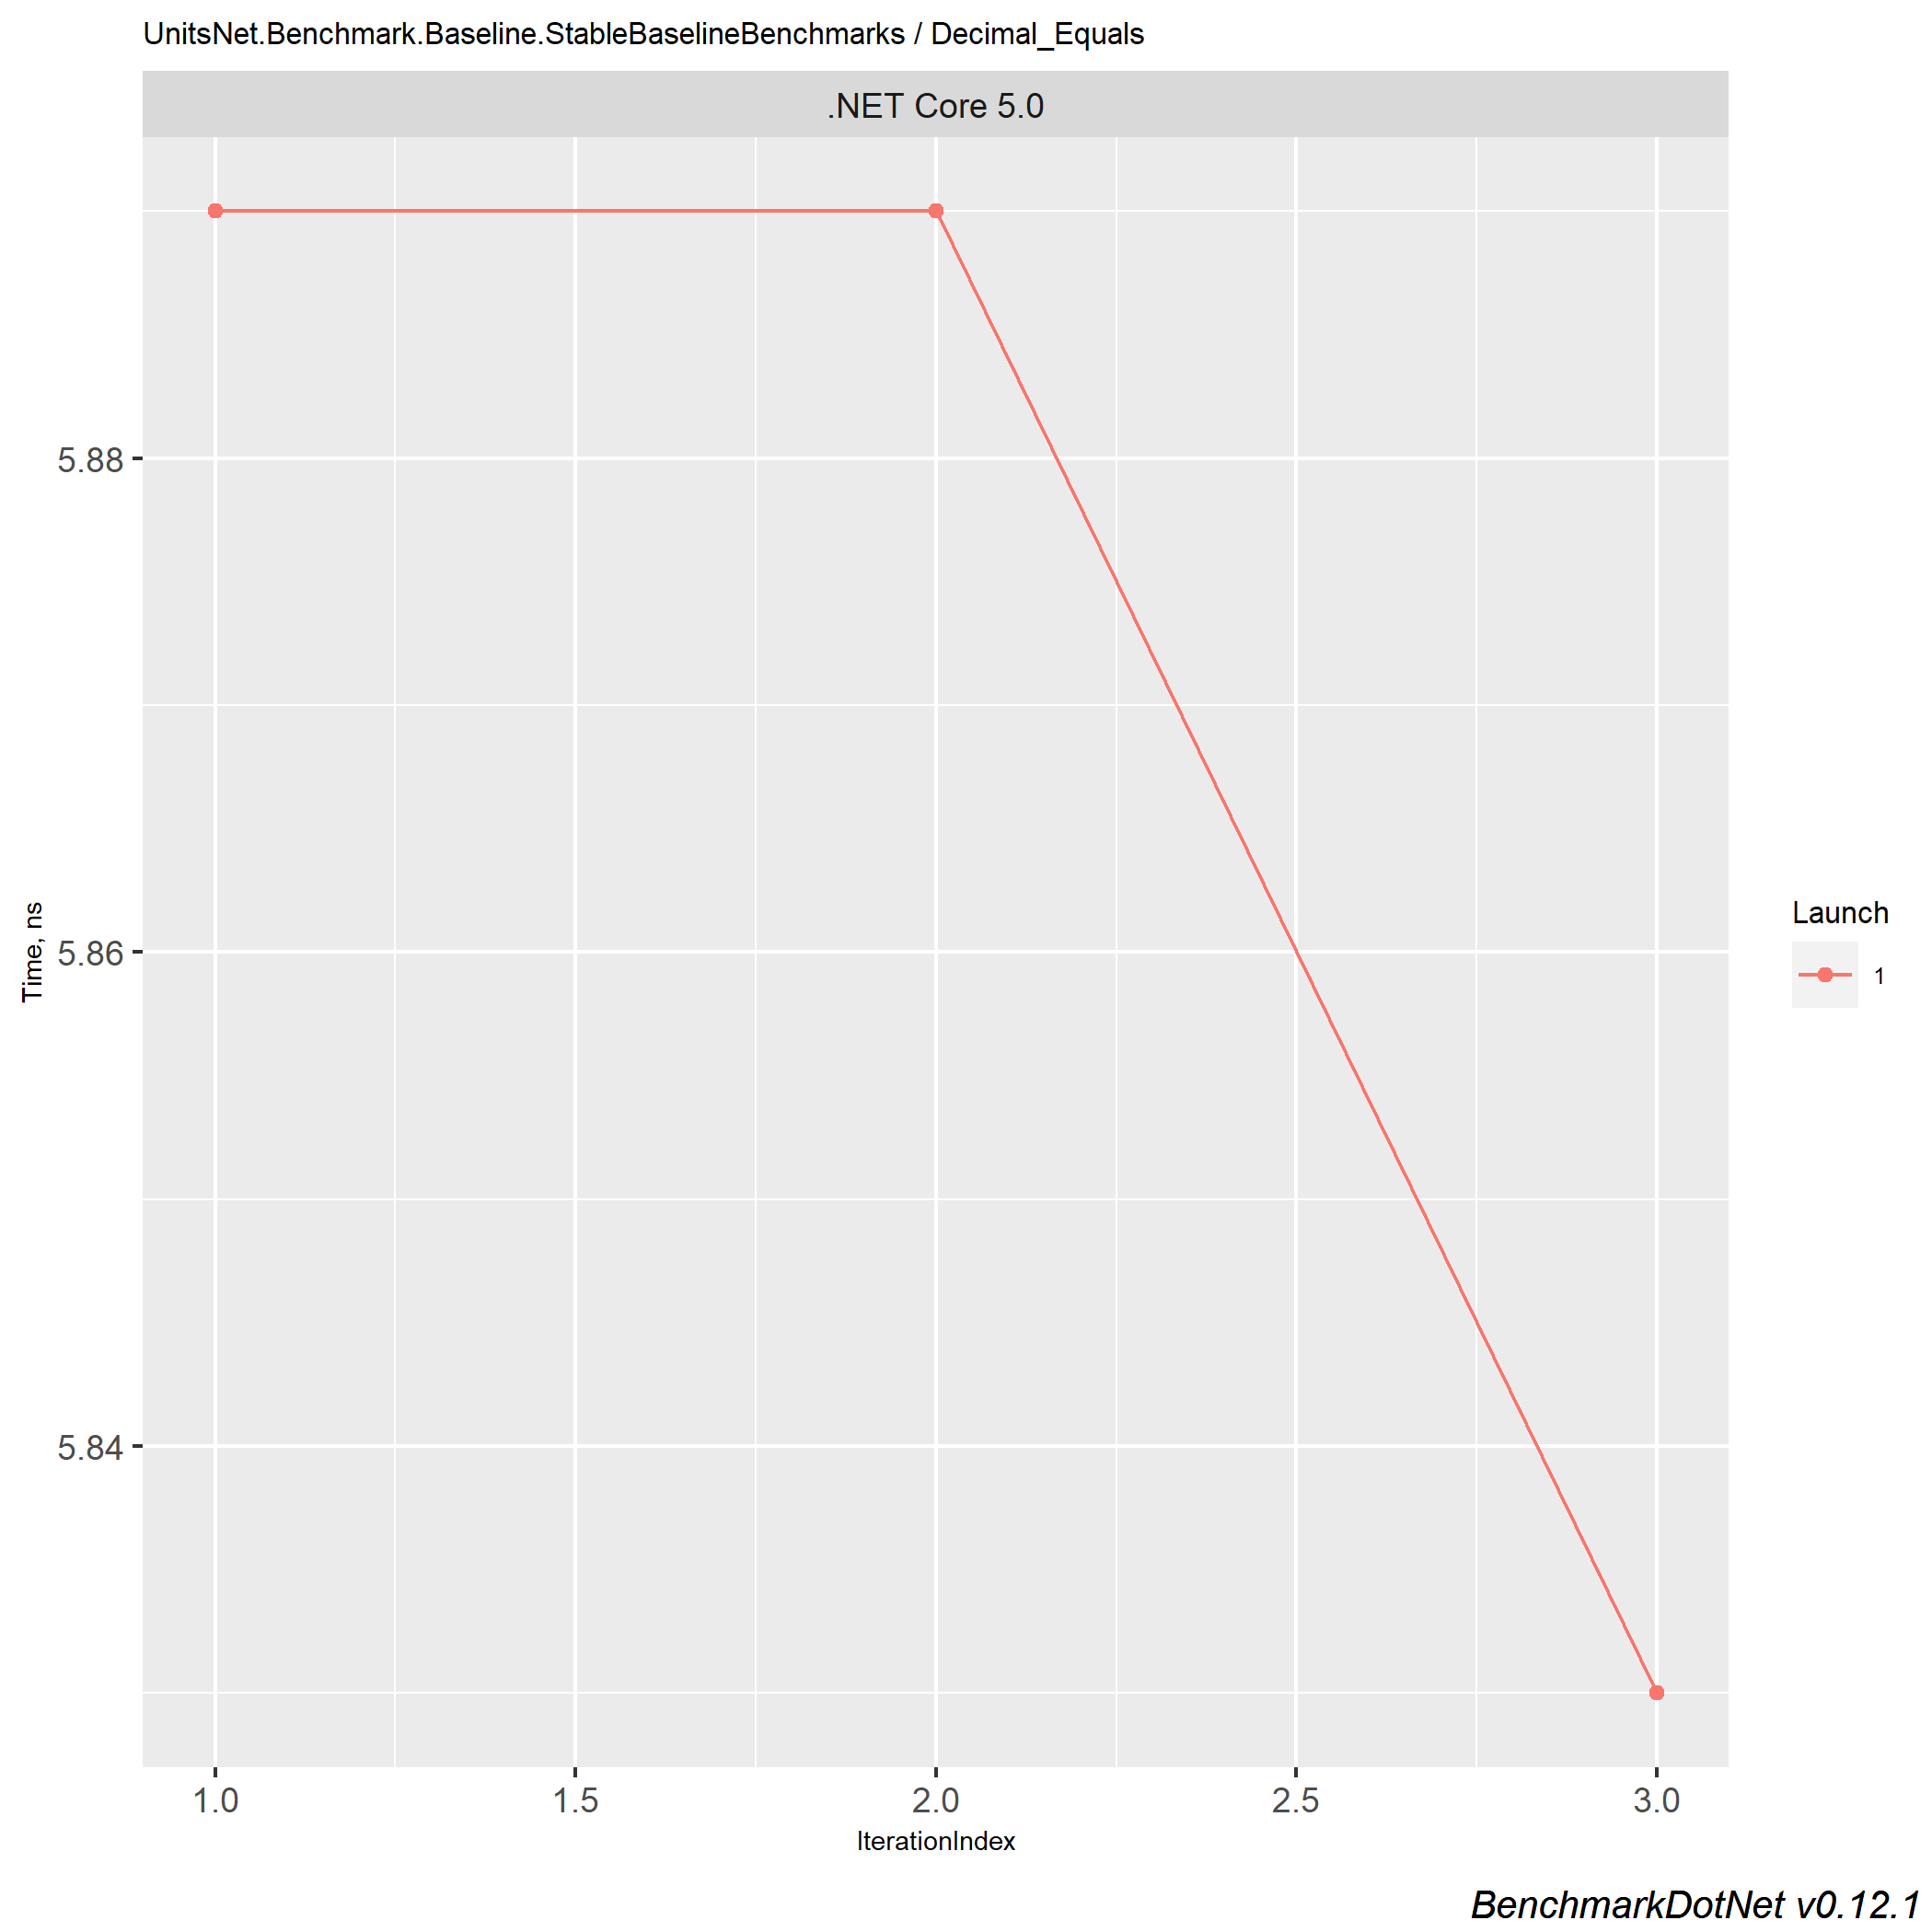 UnitsNet.Benchmark.Baseline.StableBaselineBenchmarks / Decimal_Equals
.NET Core 5.0
5.88
5.86
5.84
Time, ns
1.0 1.5 2.0 2.5 3.0
IterationIndex
Launch
1
BenchmarkDotNet v0.12.1